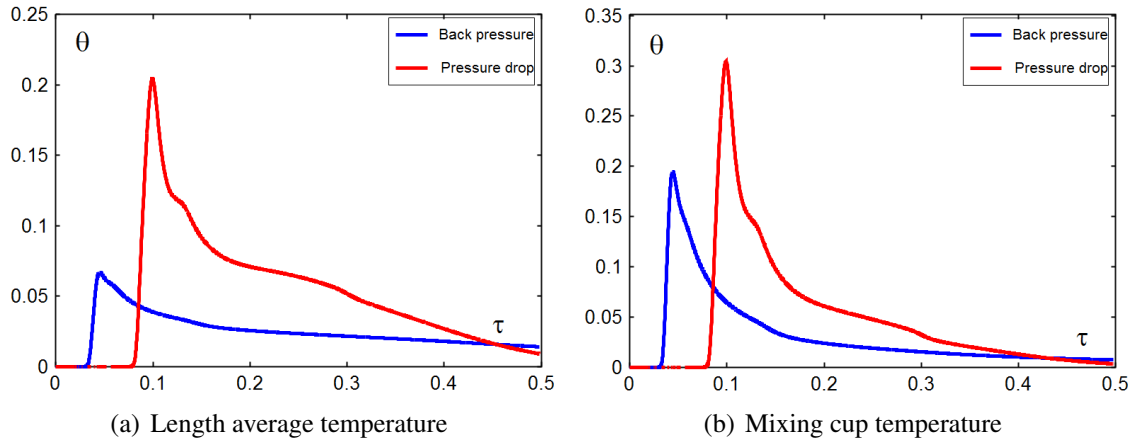 0.25
θ
Back pressure
Pressure drop
0.2
0.15
0.1
0.05
τ
0
0 0.1 0.2 0.3 0.4 0.5
(a) Length average temperature
0.35
θ
Back pressure
Pressure drop
0.3
0.25
0.2
0.15
0.1
0.05
τ
0
0 0.1 0.2 0.3 0.4 0.5
(b) Mixing cup temperature